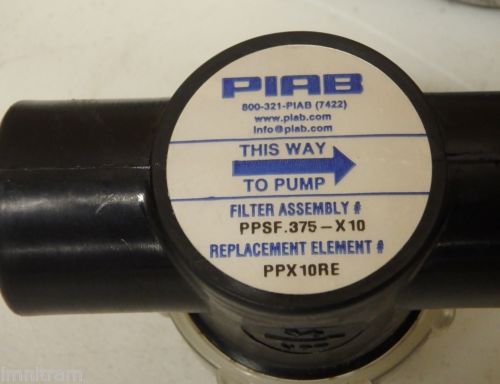 PIAB
800-321-PIAB (7422)
www.piab.com
info@piab.com
THIS WAY
TO PUMP
FILTER ASSEMBLY #
PPSF.375-X10
REPLACEMENT ELEMENT #
PPX10RE
imnitram